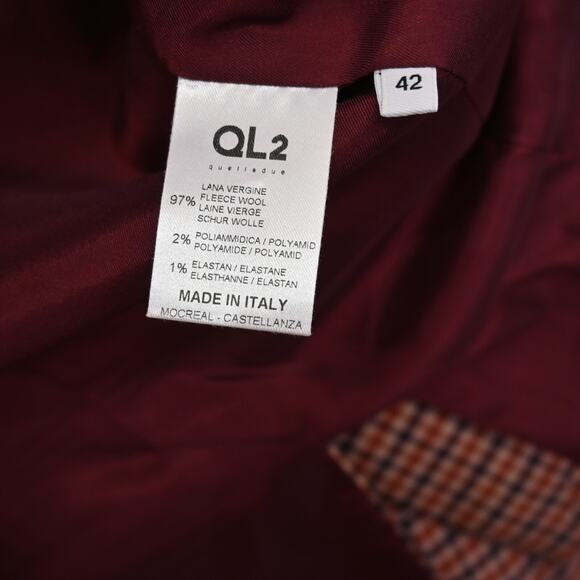 42
QL2
quelledue
97%
LANA VERGINE
FLEECE WOOL
LAINE VIERGE
SCHUR WOLLE
2% POLIAMMIDICA / POLYAMID
POLYAMIDE / POLYAMID
1% ELASTAN / ELASTANE
ELASTHANNE / ELASTAN
MADE IN ITALY
MOCREAL - CASTELLANZA